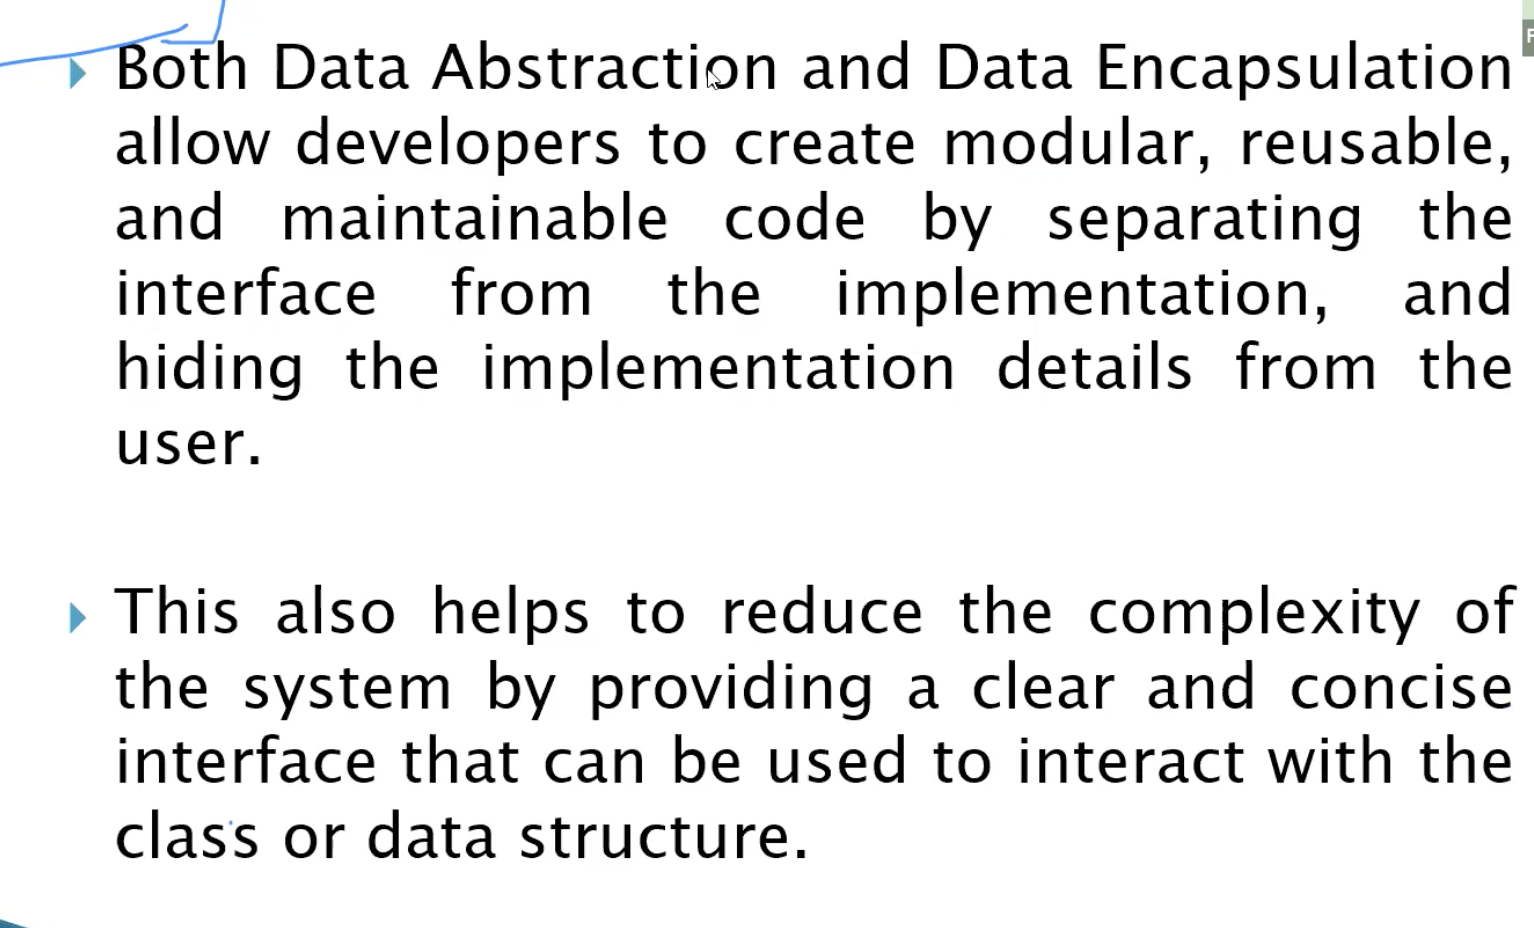 Both Data Abstraction and Data Encapsulation
allow developers to create modular, reusable,
and maintainable code by separating the
interface from the implementation, and
hiding the implementation details from the
user.
This also helps to reduce the complexity of
the system by providing a clear and concise
interface that can be used to interact with the
class or data structure.